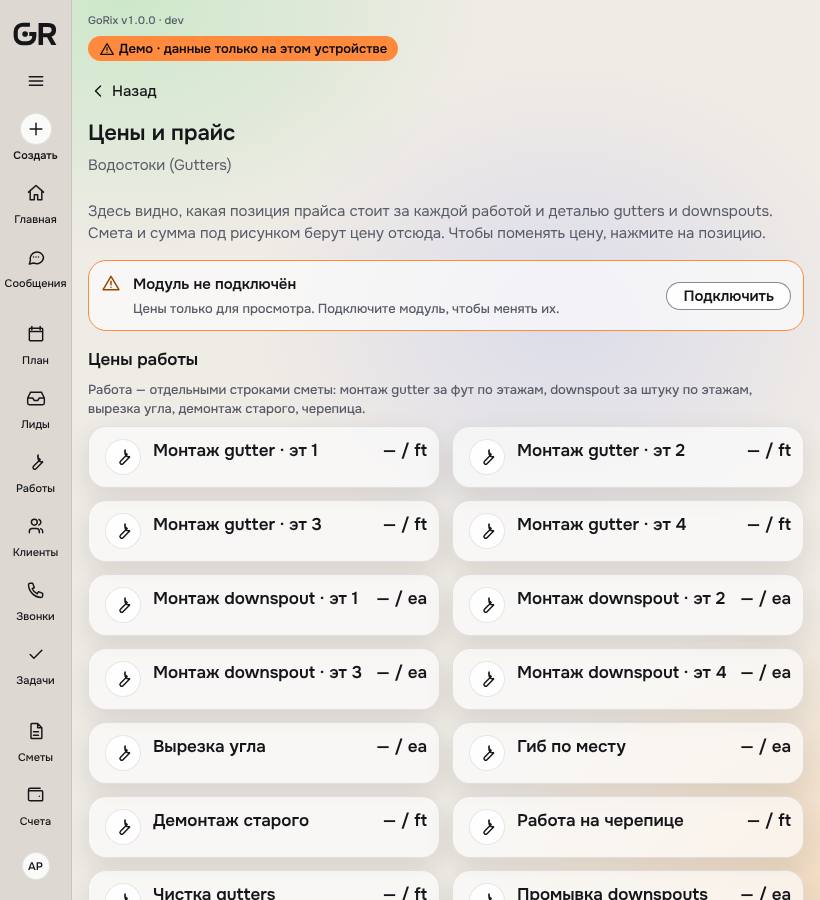 GR
GoRix v1.0.0 · dev
Демо · данные только на этом устройстве
Назад
Создать
Главная
Сообщения
План
Лиды
Работы
Клиенты
Звонки
Задачи
Сметы
Счета
AP
Цены и прайс
Водостоки (Gutters)
Здесь видно, какая позиция прайса стоит за каждой работой и деталью gutters и downspouts.
Смета и сумма под рисунком берут цену отсюда. Чтобы поменять цену, нажмите на позицию.
Модуль не подключён
Цены только для просмотра. Подключите модуль, чтобы менять их.
Подключить
Цены работы
Работа — отдельными строками сметы: монтаж gutter за фут по этажам, downspout за штуку по этажам,
вырезка угла, демонтаж старого, черепица.
Монтаж gutter · эт 1 — / ft
Монтаж gutter · эт 2 — / ft
Монтаж gutter · эт 3 — / ft
Монтаж gutter · эт 4 — / ft
Монтаж downspout · эт 1 — / ea
Монтаж downspout · эт 2 — / ea
Монтаж downspout · эт 3 — / ea
Монтаж downspout · эт 4 — / ea
Вырезка угла — / ea
Гиб по месту — / ea
Демонтаж старого — / ft
Работа на черепице — / ft
Чистка gutters — / ft
Промывка downspouts — / ea